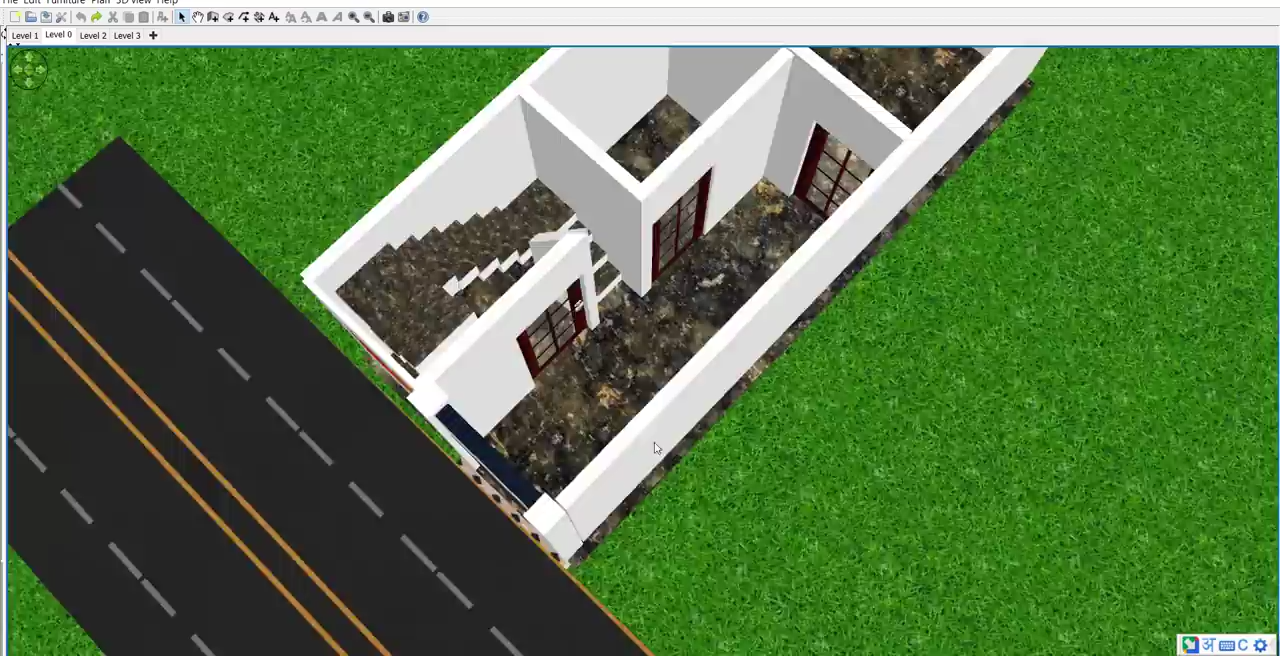 File Edit Furniture Plan 3D view Help
Level 1 Level 0 Level 2 Level 3
अ C